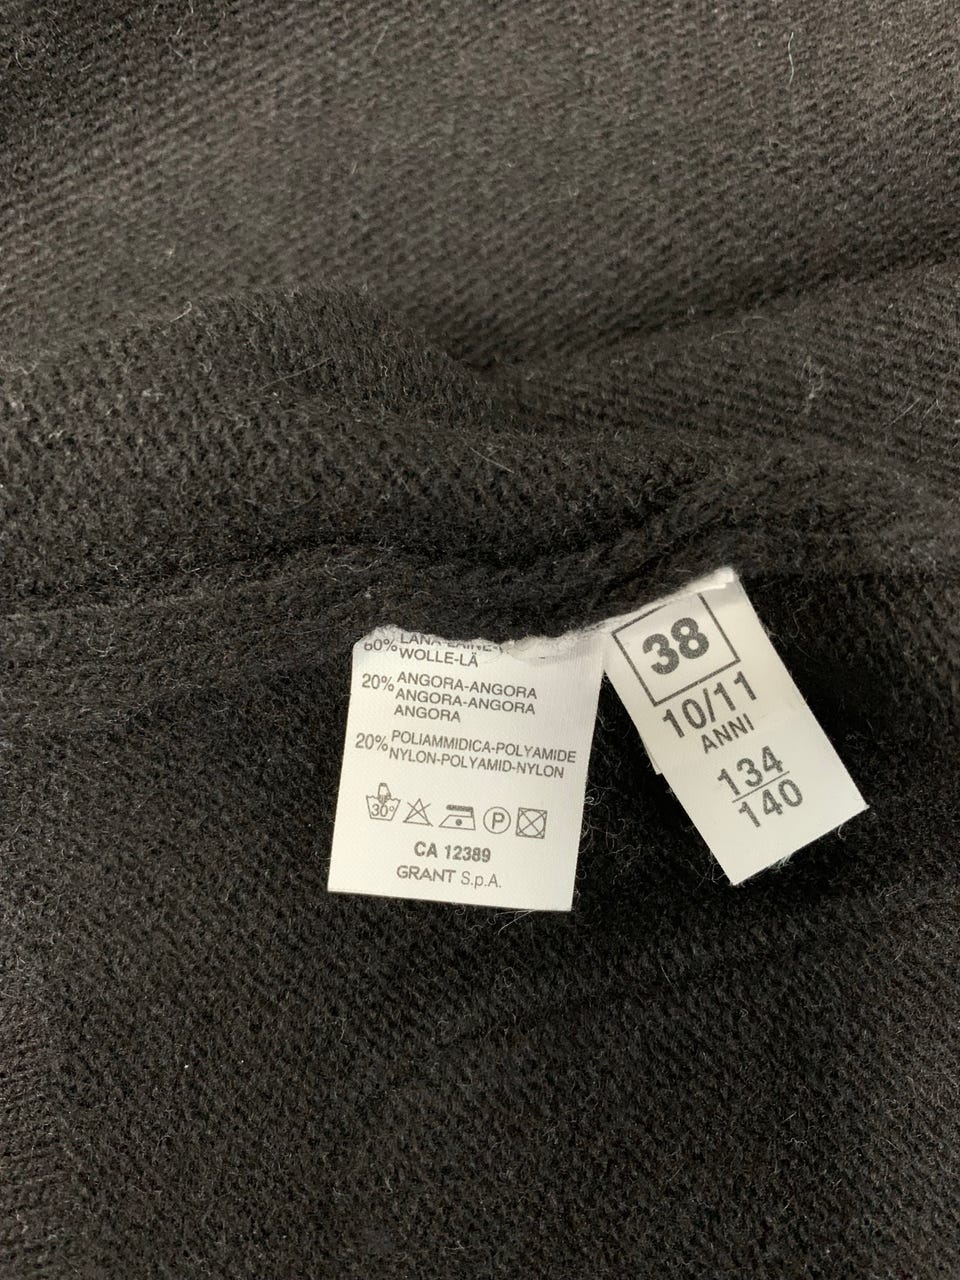 60% LANA-LAINE-
WOLLE-LÃ
20% ANGORA-ANGORA
ANGORA-ANGORA
ANGORA
20% POLIAMMIDICA-POLYAMIDE
NYLON-POLYAMID-NYLON
30° P
CA 12389
GRANT S.p.A.
38
10/11
ANNI
134
140